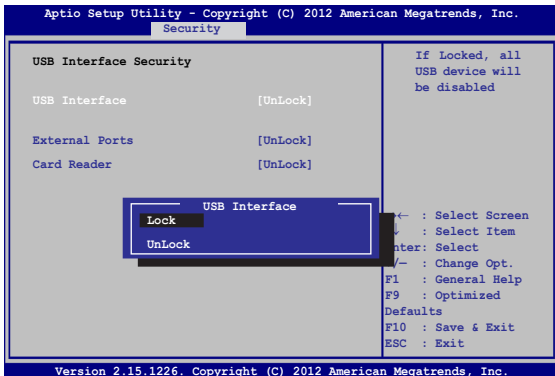 Aptio Setup Utility - Copyright (C) 2012 American Megatrends, Inc.
Security
USB Interface Security
USB Interface [UnLock]
External Ports [UnLock]
Card Reader [UnLock]
If Locked, all
USB device will
be disabled
USB Interface
Lock
UnLock
← : Select Screen
: Select Item
nter: Select
/— : Change Opt.
F1 : General Help
F9 : Optimized
Defaults
F10 : Save & Exit
ESC : Exit
Version 2.15.1226. Copyright (C) 2012 American Megatrends, Inc.